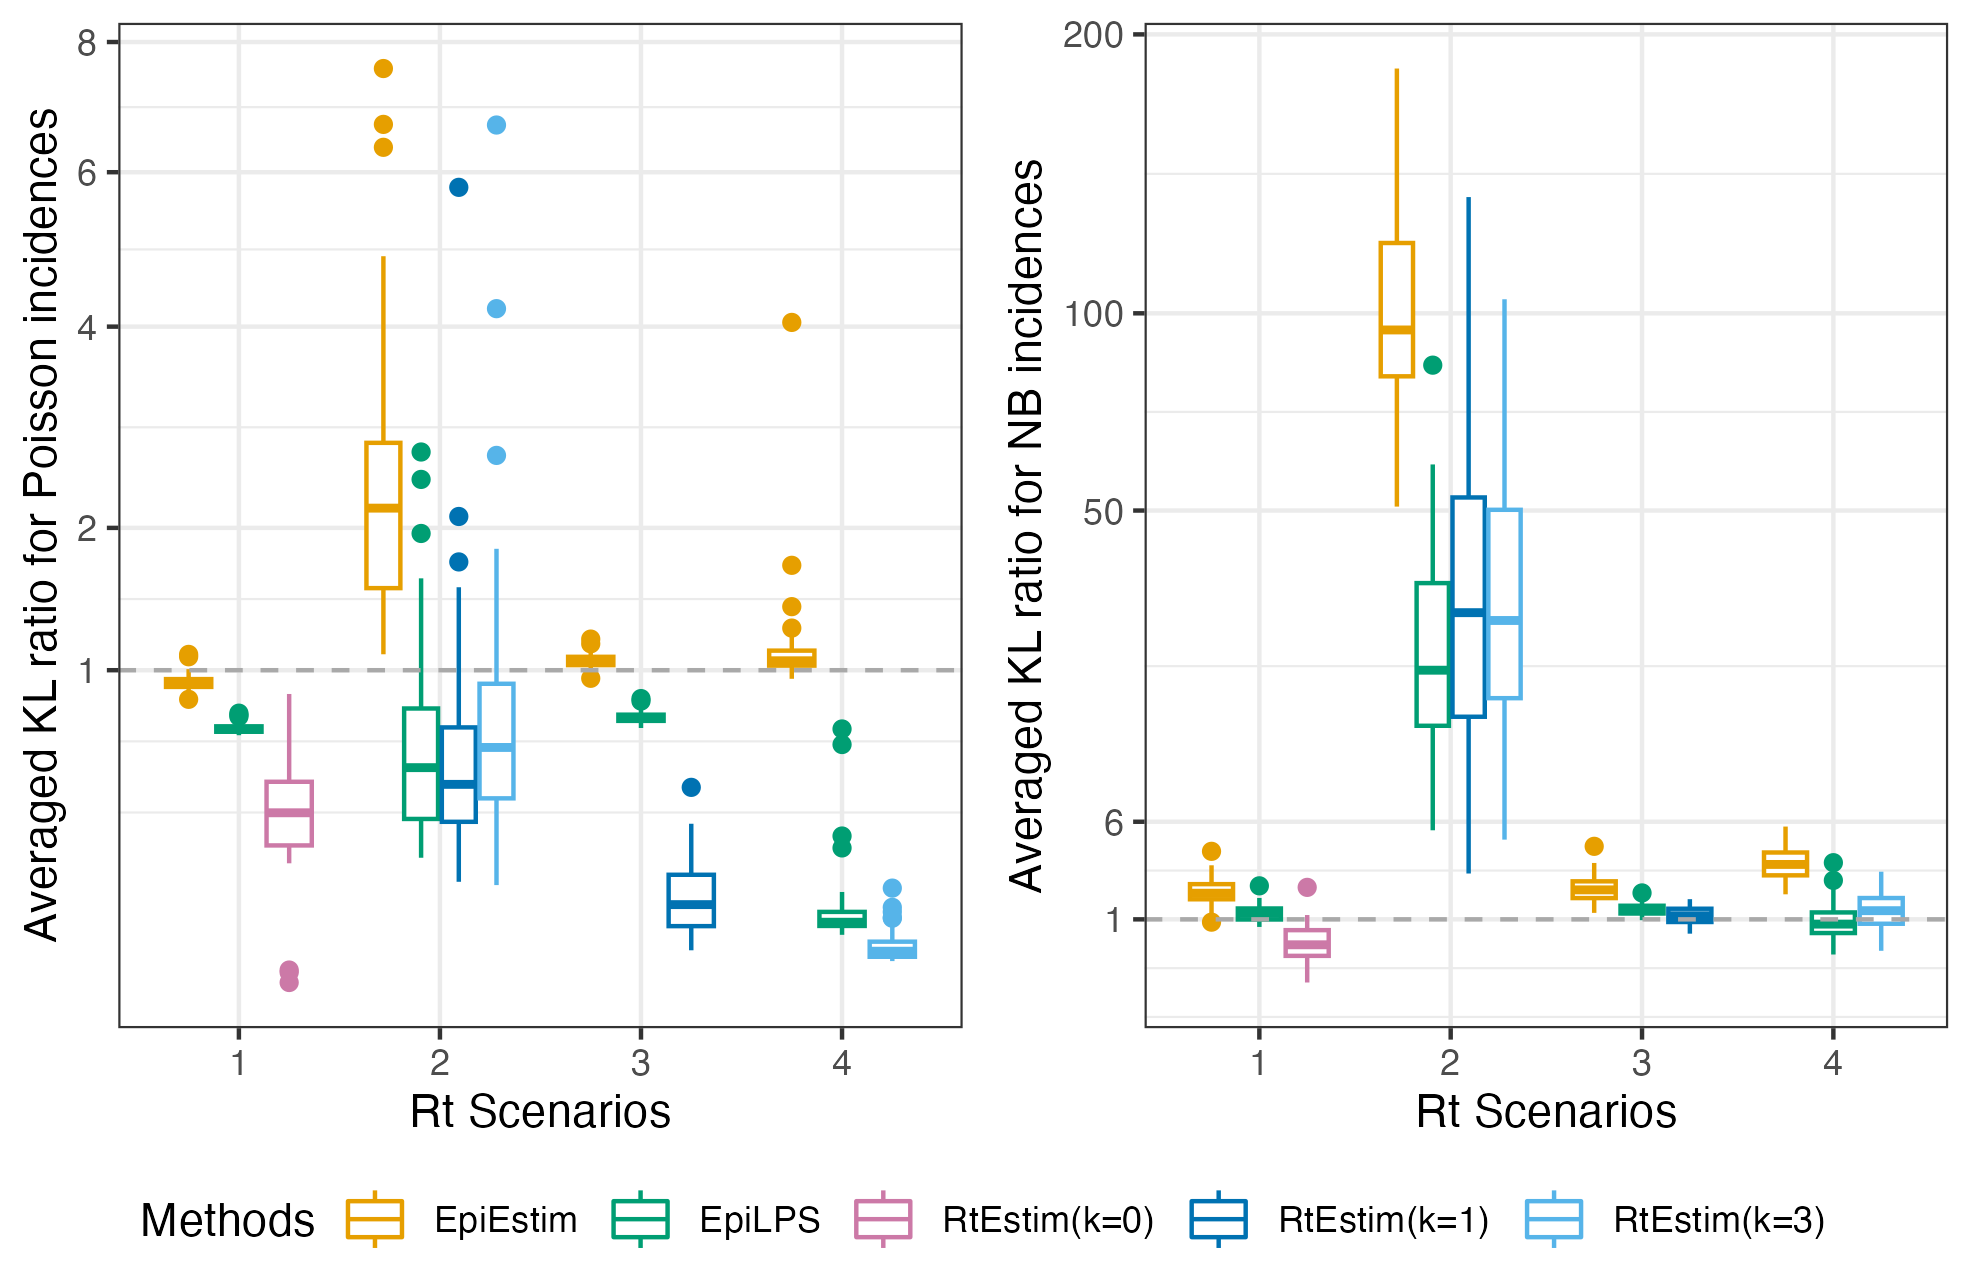 Averaged KL ratio for Poisson incidences
8
6
4
2
1
1 2 3 4
Rt Scenarios
Averaged KL ratio for NB incidences
200
100
50
6
1
1 2 3 4
Rt Scenarios
Methods EpiEstim EpiLPS RtEstim(k=0) RtEstim(k=1) RtEstim(k=3)